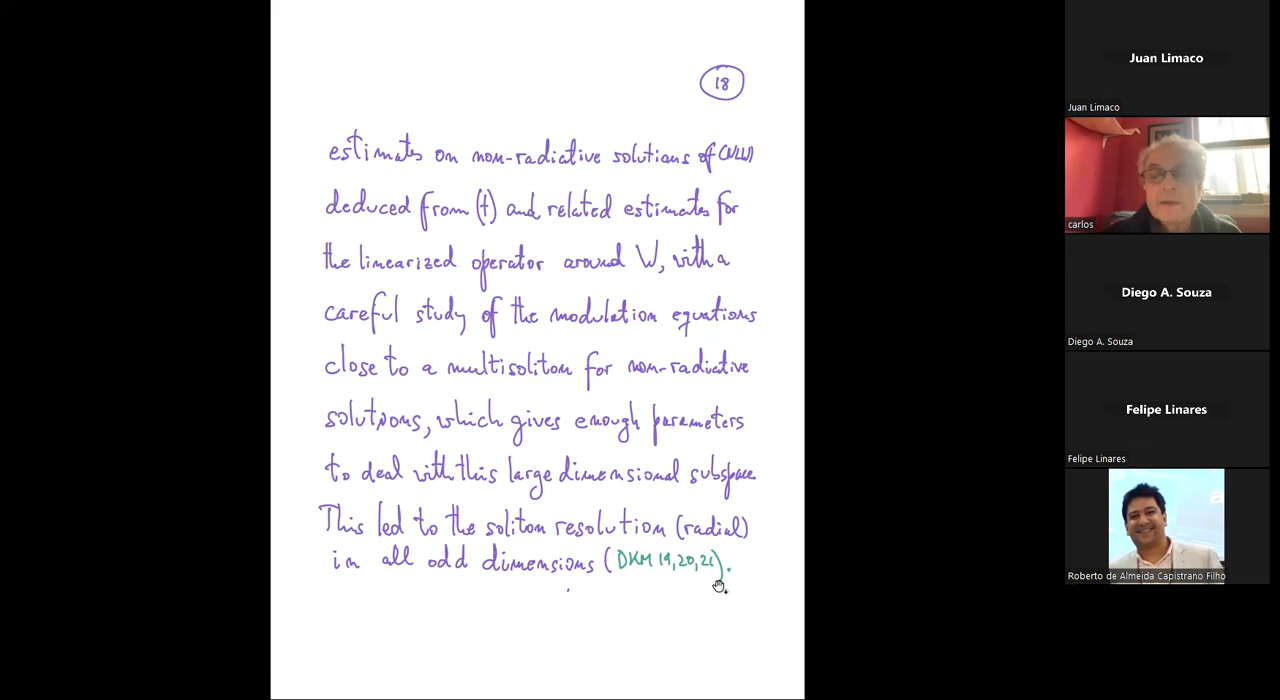 18
estimates on non-radiative solutions of (NLW)
deduced from (†) and related estimates for
the linearized operator around W, with a
careful study of the modulation equations
close to a multisoliton for non-radiative
solutions, which gives enough parameters
to deal with this large dimensional subspace.
This led to the soliton resolution (radial)
in all odd dimensions (DKM 19,20,21).
Juan Limaco
Juan Limaco
carlos
Diego A. Souza
Diego A. Souza
Felipe Linares
Felipe Linares
Roberto de Almeida Capistrano Filho